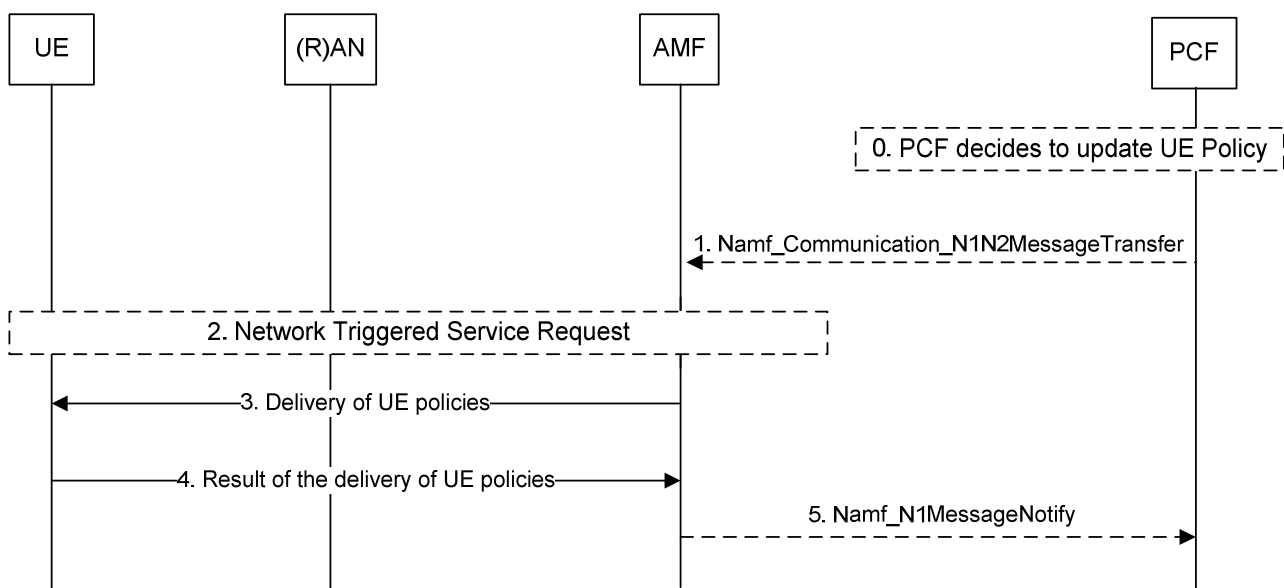 UE
(R)AN
AMF
PCF
0. PCF decides to update UE Policy
1. Namf_Communication_N1N2MessageTransfer
2. Network Triggered Service Request
3. Delivery of UE policies
4. Result of the delivery of UE policies
5. Namf_N1MessageNotify